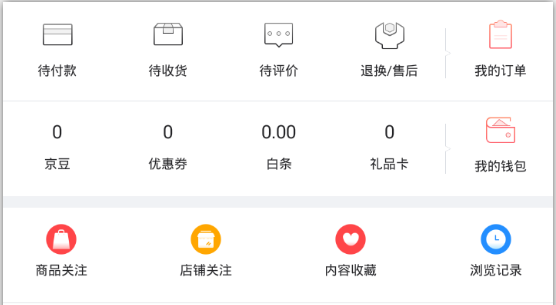 待付款 待收货 待评价 退换/售后 我的订单
0 0 0.00 0
京豆 优惠券 白条 礼品卡 我的钱包
商品关注 店铺关注 内容收藏 浏览记录